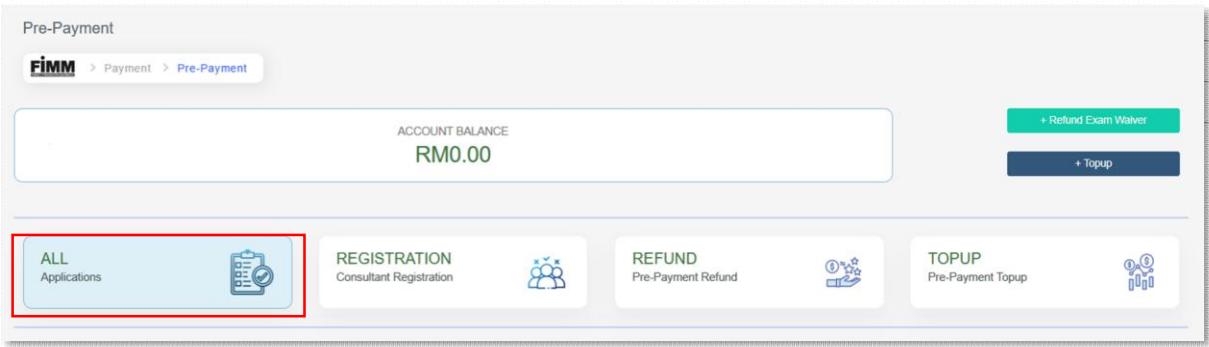 Pre-Payment
FiMM > Payment > Pre-Payment
ACCOUNT BALANCE
RM0.00
+ Refund Exam Waiver
+ Topup
ALL
Applications
REGISTRATION
Consultant Registration
REFUND
Pre-Payment Refund
TOPUP
Pre-Payment Topup